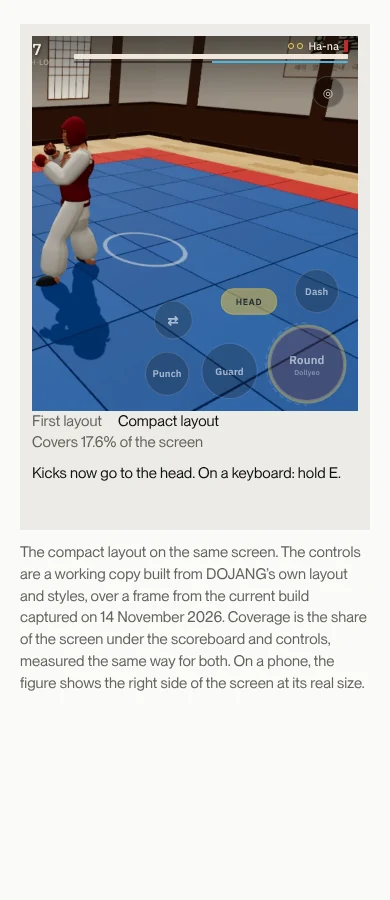 7
Ha-na
HEAD
Dash
Punch
Guard
Round
Dollyeo
First layout Compact layout
Covers 17.6% of the screen
Kicks now go to the head. On a keyboard: hold E.
The compact layout on the same screen. The controls
are a working copy built from DOJANG's own layout
and styles, over a frame from the current build
captured on 14 November 2026. Coverage is the share
of the screen under the scoreboard and controls,
measured the same way for both. On a phone, the
figure shows the right side of the screen at its real size.